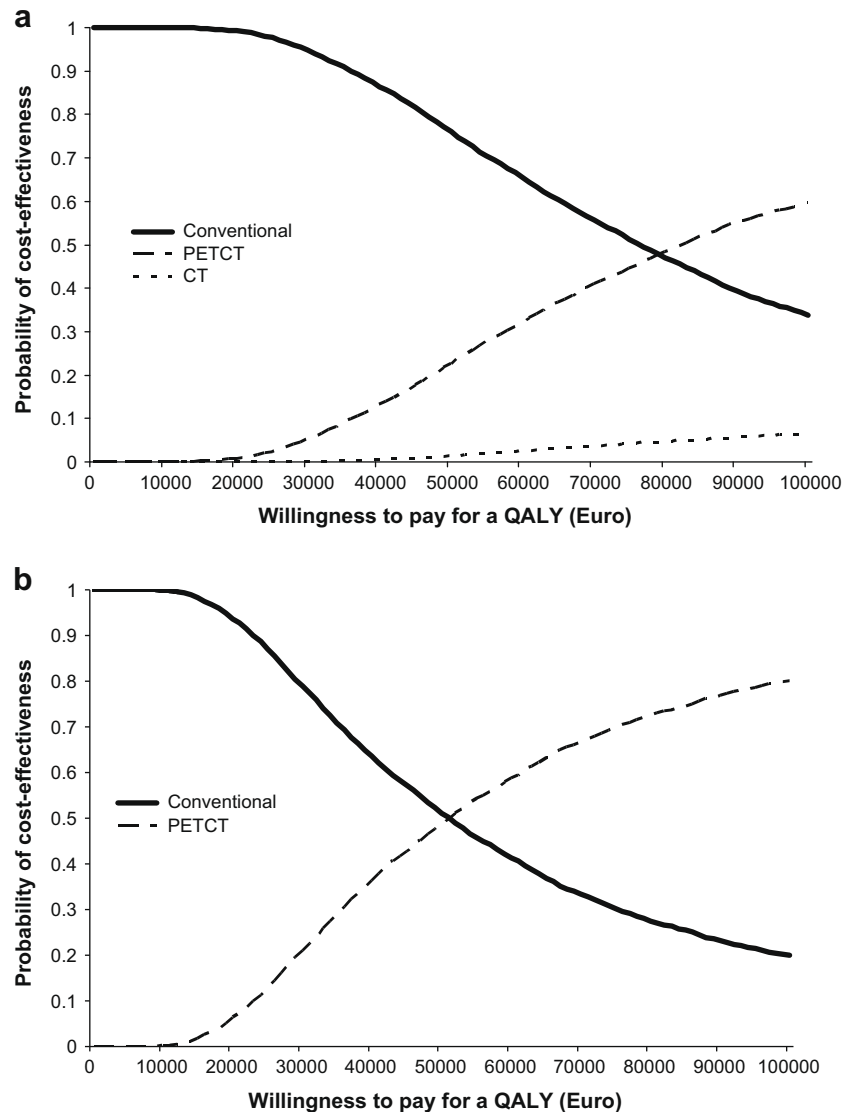 a
1
0.9
0.8
0.7
0.6
0.5
0.4
0.3
0.2
0.1
0
Probability of cost-effectiveness
Conventional
PETCT
CT
0 10000 20000 30000 40000 50000 60000 70000 80000 90000 100000
Willingness to pay for a QALY (Euro)
b
1
0.9
0.8
0.7
0.6
0.5
0.4
0.3
0.2
0.1
0
Probability of cost-effectiveness
Conventional
PETCT
0 10000 20000 30000 40000 50000 60000 70000 80000 90000 100000
Willingness to pay for a QALY (Euro)